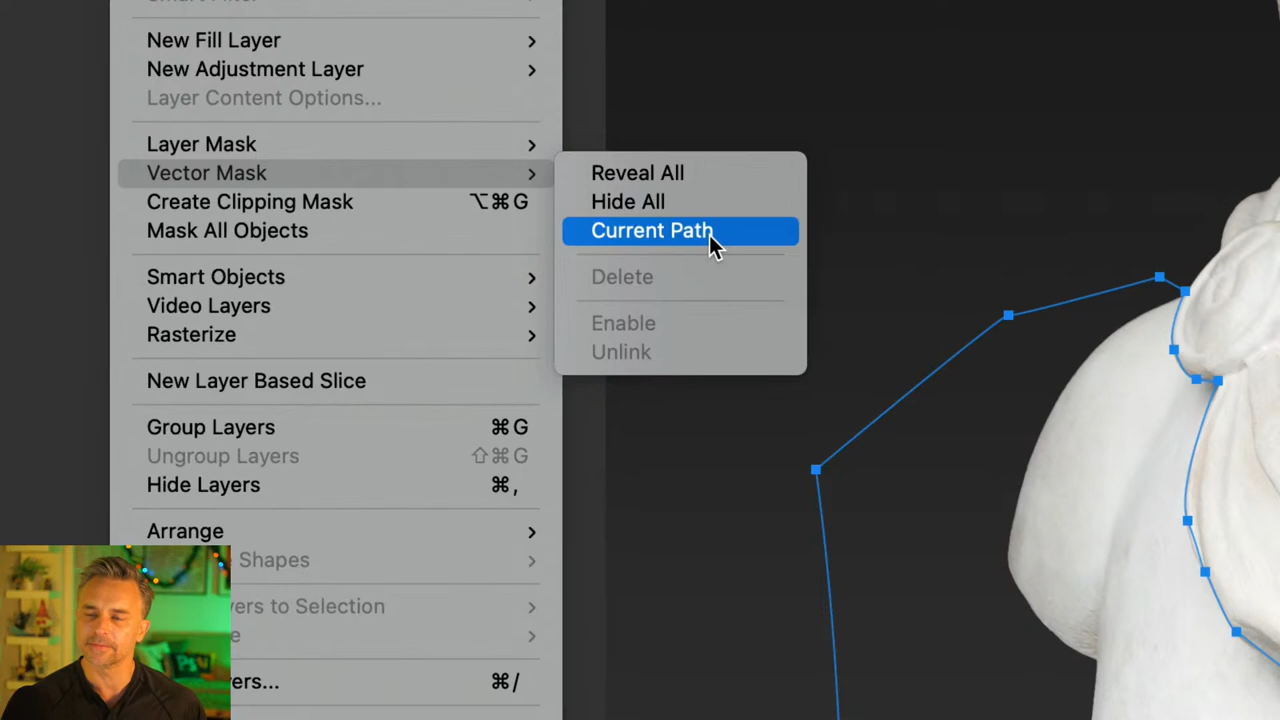 New Fill Layer
New Adjustment Layer
Layer Content Options...
Layer Mask
Vector Mask
Create Clipping Mask ⌥⌘G
Mask All Objects
Smart Objects
Video Layers
Rasterize
New Layer Based Slice
Group Layers ⌘G
Ungroup Layers ⇧⌘G
Hide Layers ⌘,
Arrange
Shapes
to Selection
⌘/
Reveal All
Hide All
Current Path
Delete
Enable
Unlink